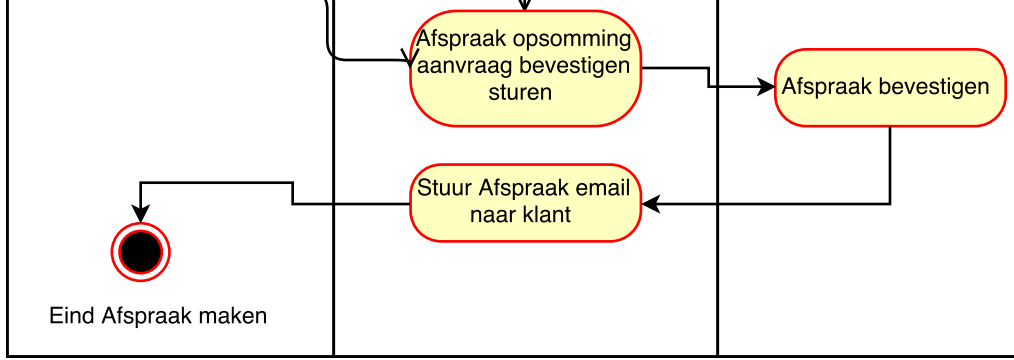 Afspraak opsomming
aanvraag bevestigen
sturen
Afspraak bevestigen
Stuur Afspraak email
naar klant
Eind Afspraak maken